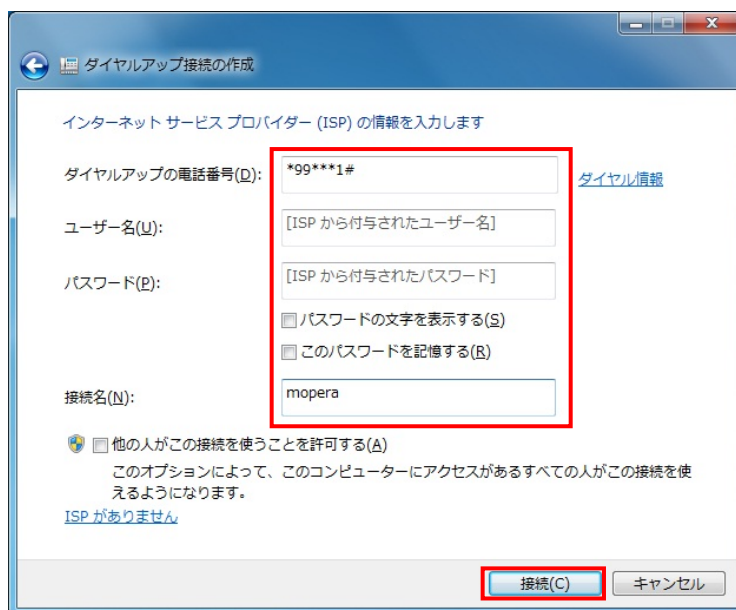 ダイヤルアップ接続の作成
インターネット サービス プロバイダー (ISP) の情報を入力します
ダイヤルアップの電話番号(D): *99***1# ダイヤル情報
ユーザー名(U): [ISP から付与されたユーザー名]
パスワード(P): [ISP から付与されたパスワード]
パスワードの文字を表示する(S)
このパスワードを記憶する(R)
接続名(N): mopera
他の人がこの接続を使うことを許可する(A)
このオプションによって、このコンピューターにアクセスがあるすべての人がこの接続を使
えるようになります。
ISP がありません
接続(C) キャンセル